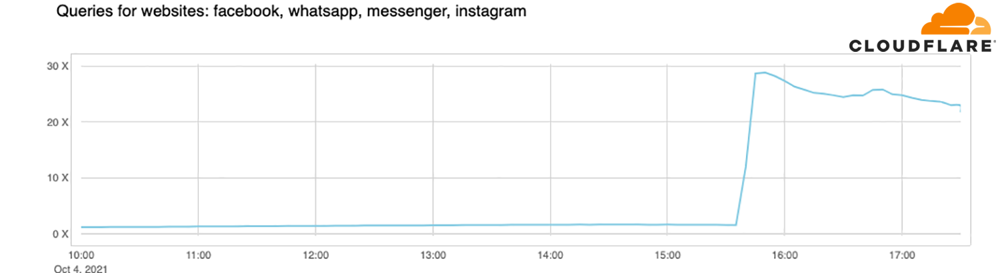 Queries for websites: facebook, whatsapp, messenger, instagram
CLOUDFLARE
30 X
20 X
10 X
0 X
10:00 11:00 12:00 13:00 14:00 15:00 16:00 17:00
Oct 4, 2021